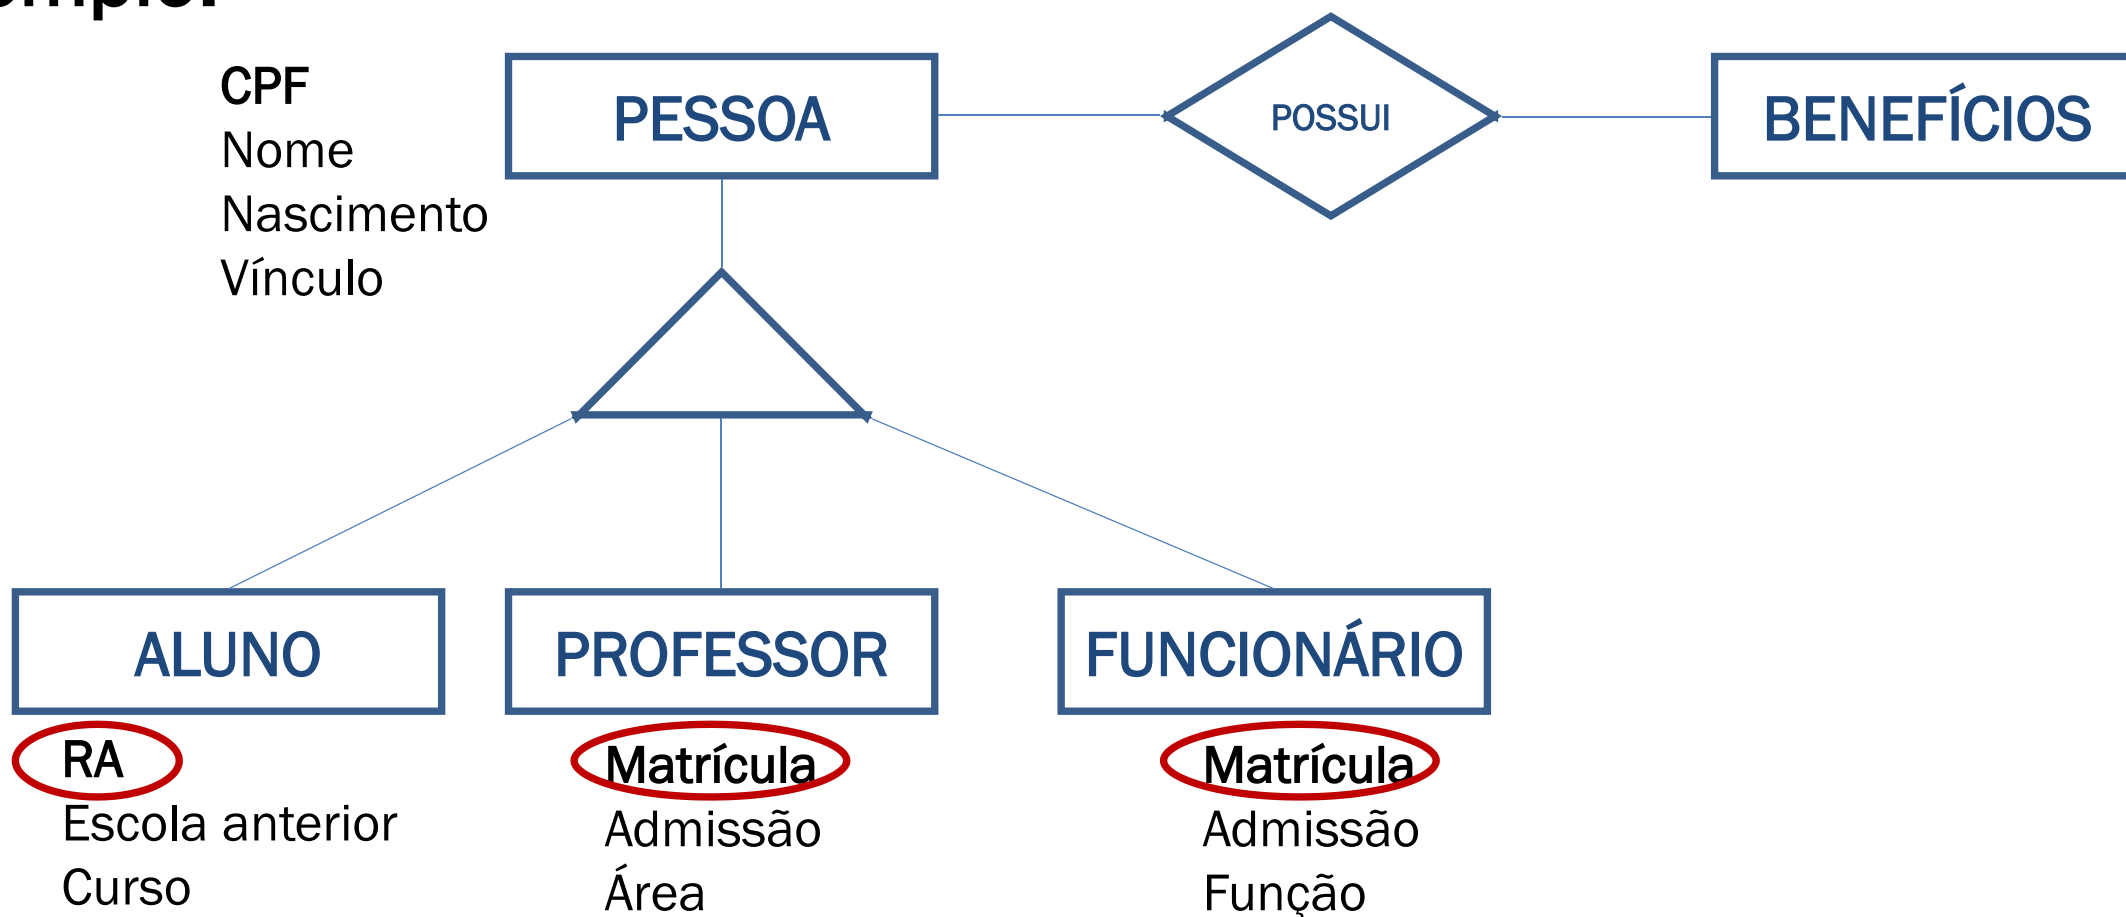 CPF
Nome
Nascimento
Vínculo
PESSOA
POSSUI
BENEFÍCIOS
ALUNO
RA
Escola anterior
Curso
PROFESSOR
Matrícula
Admissão
Área
FUNCIONÁRIO
Matrícula
Admissão
Função